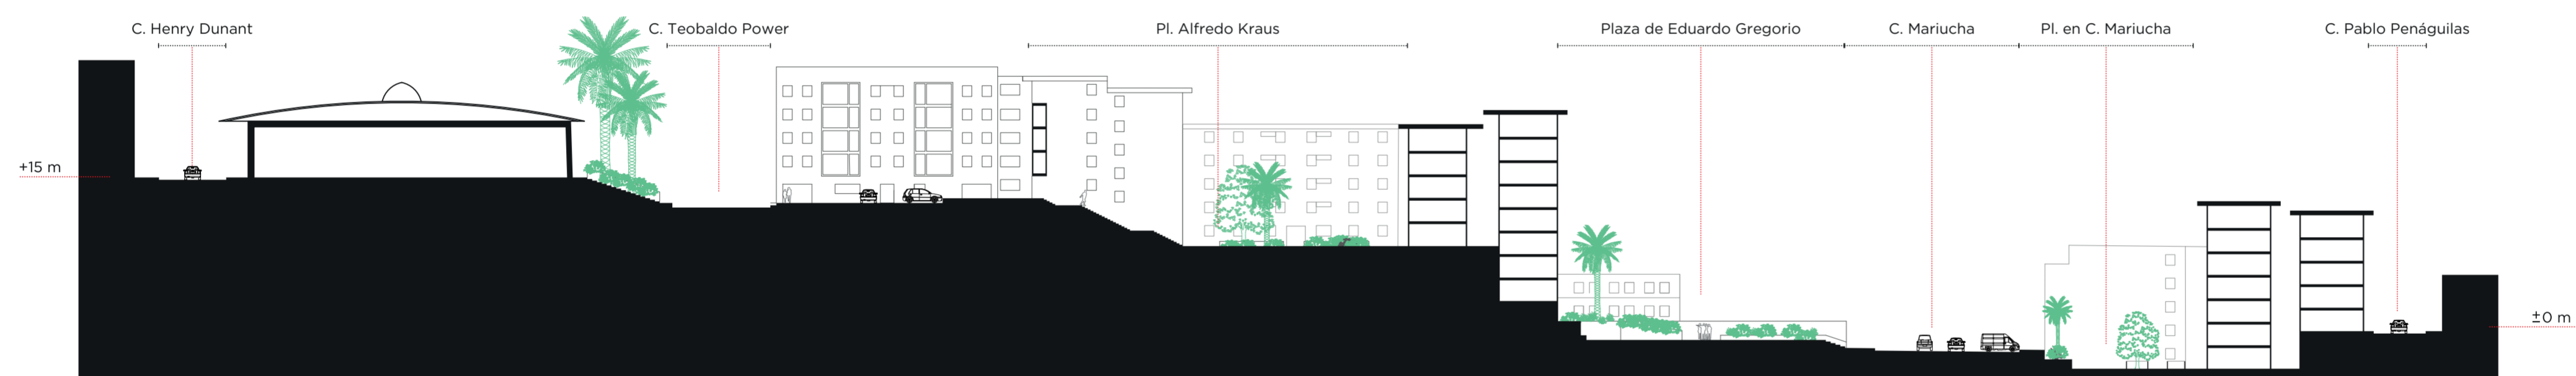 C. Henry Dunant
C. Teobaldo Power
Pl. Alfredo Kraus
Plaza de Eduardo Gregorio
C. Mariucha
Pl. en C. Mariucha
C. Pablo Penáguilas
+15 m
±0 m